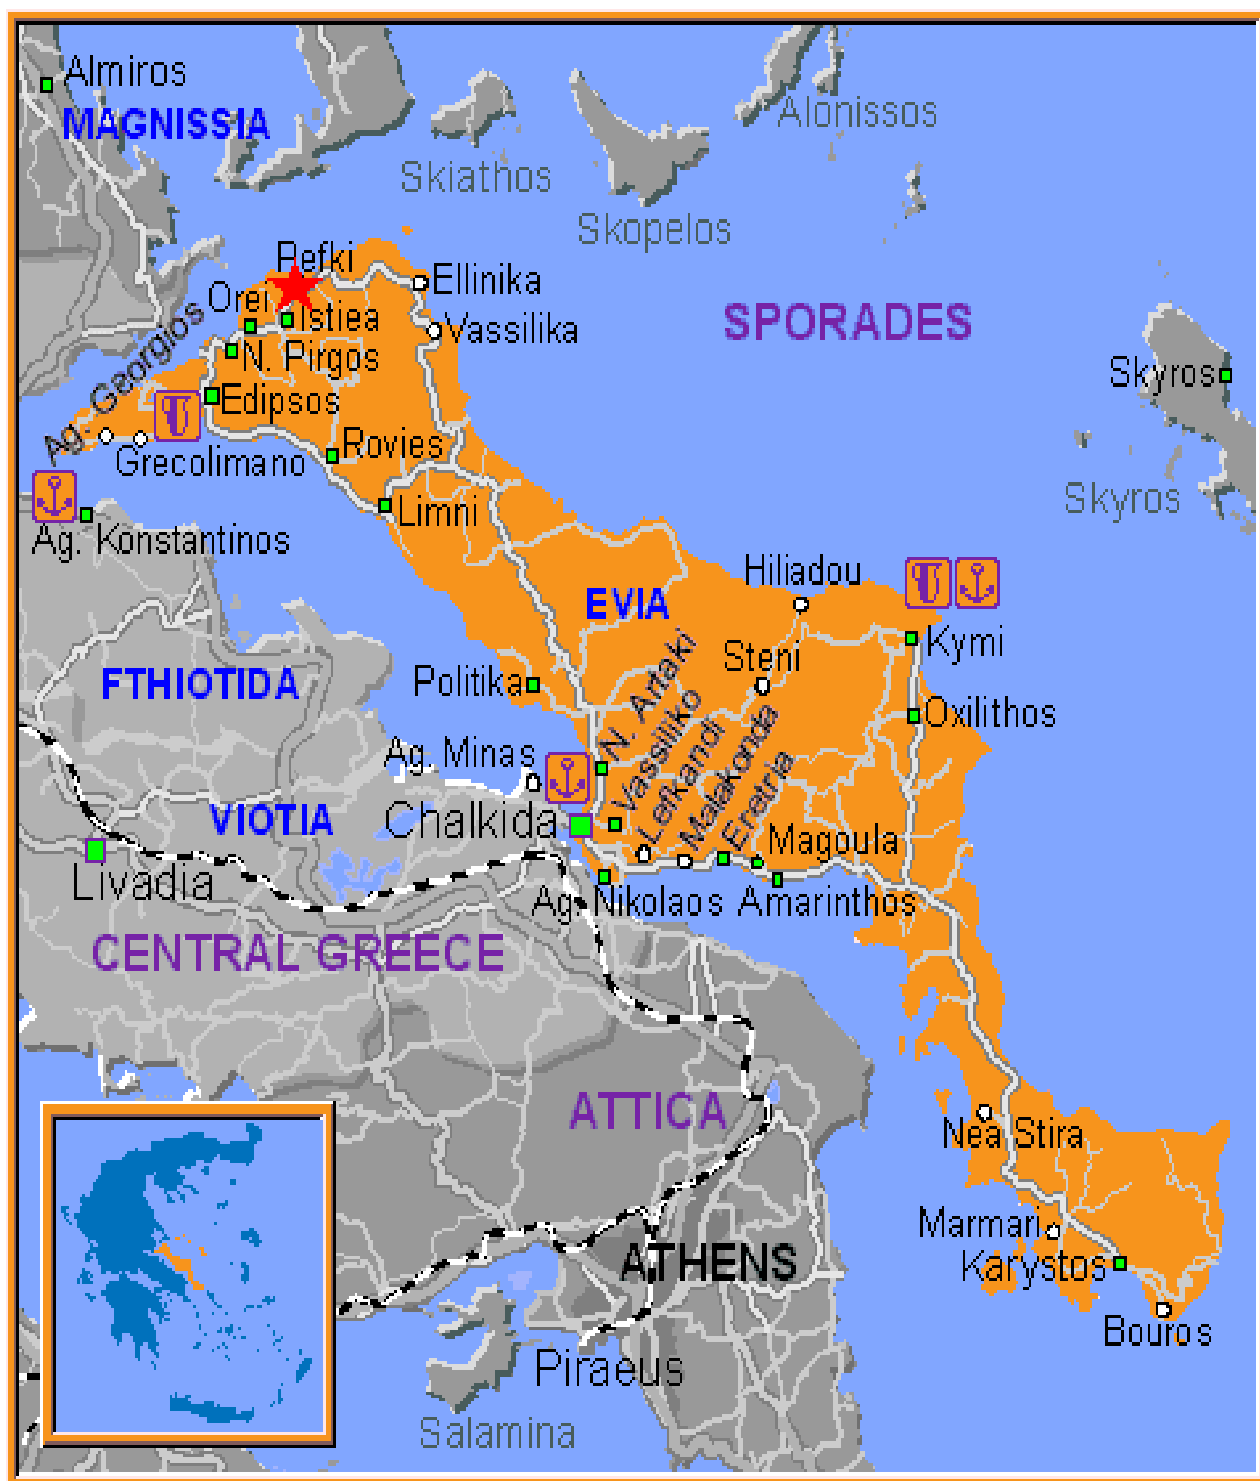 Almiros
MAGNISSIA
Alonissos
Skiathos
Skopelos
Pefki
Ellinika
Orei
Istiea
Vassilika
SPORADES
N. Pirgos
Ag. Georgios
Skyros
Edipsos
Rovies
Grecolimano
Skyros
Limni
Ag. Konstantinos
Hiliadou
EVIA
Kymi
Steni
FTHIOTIDA
Politika
N. Artaki
Vassiliko
Oxilithos
Lefkandi
Malakonda
Eretria
Ag. Minas
VIOTIA
Chalkida
Magoula
Livadia
Ag. Nikolaos
Amarinthos
CENTRAL GREECE
ATTICA
Nea Stira
Marmari
ATHENS
Karystos
Bouros
Piraeus
Salamina